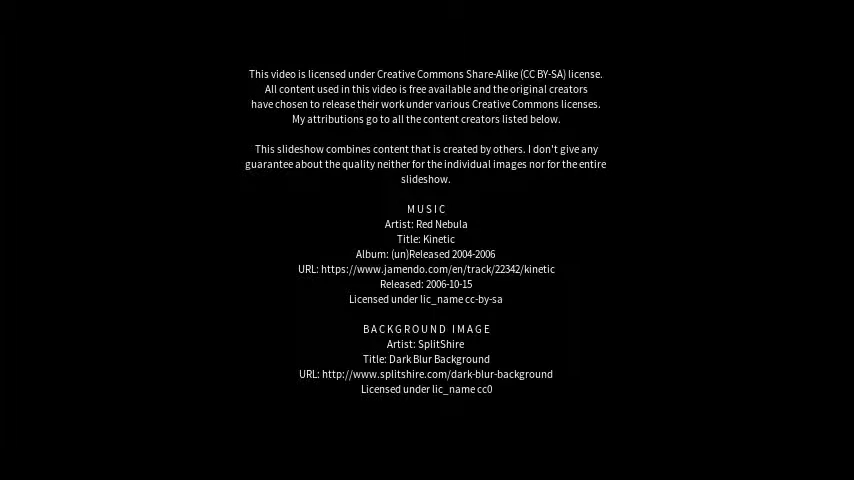 This video is licensed under Creative Commons Share-Alike (CC BY-SA) license.
All content used in this video is free available and the original creators
have chosen to release their work under various Creative Commons licenses.
My attributions go to all the content creators listed below.
This slideshow combines content that is created by others. I don't give any
guarantee about the quality neither for the individual images nor for the entire
slideshow.
MUSIC
Artist: Red Nebula
Title: Kinetic
Album: (un)Released 2004-2006
URL: https://www.jamendo.com/en/track/22342/kinetic
Released: 2006-10-15
Licensed under lic_name cc-by-sa
BACKGROUND IMAGE
Artist: SplitShire
Title: Dark Blur Background
URL: http://www.splitshire.com/dark-blur-background
Licensed under lic_name cc0